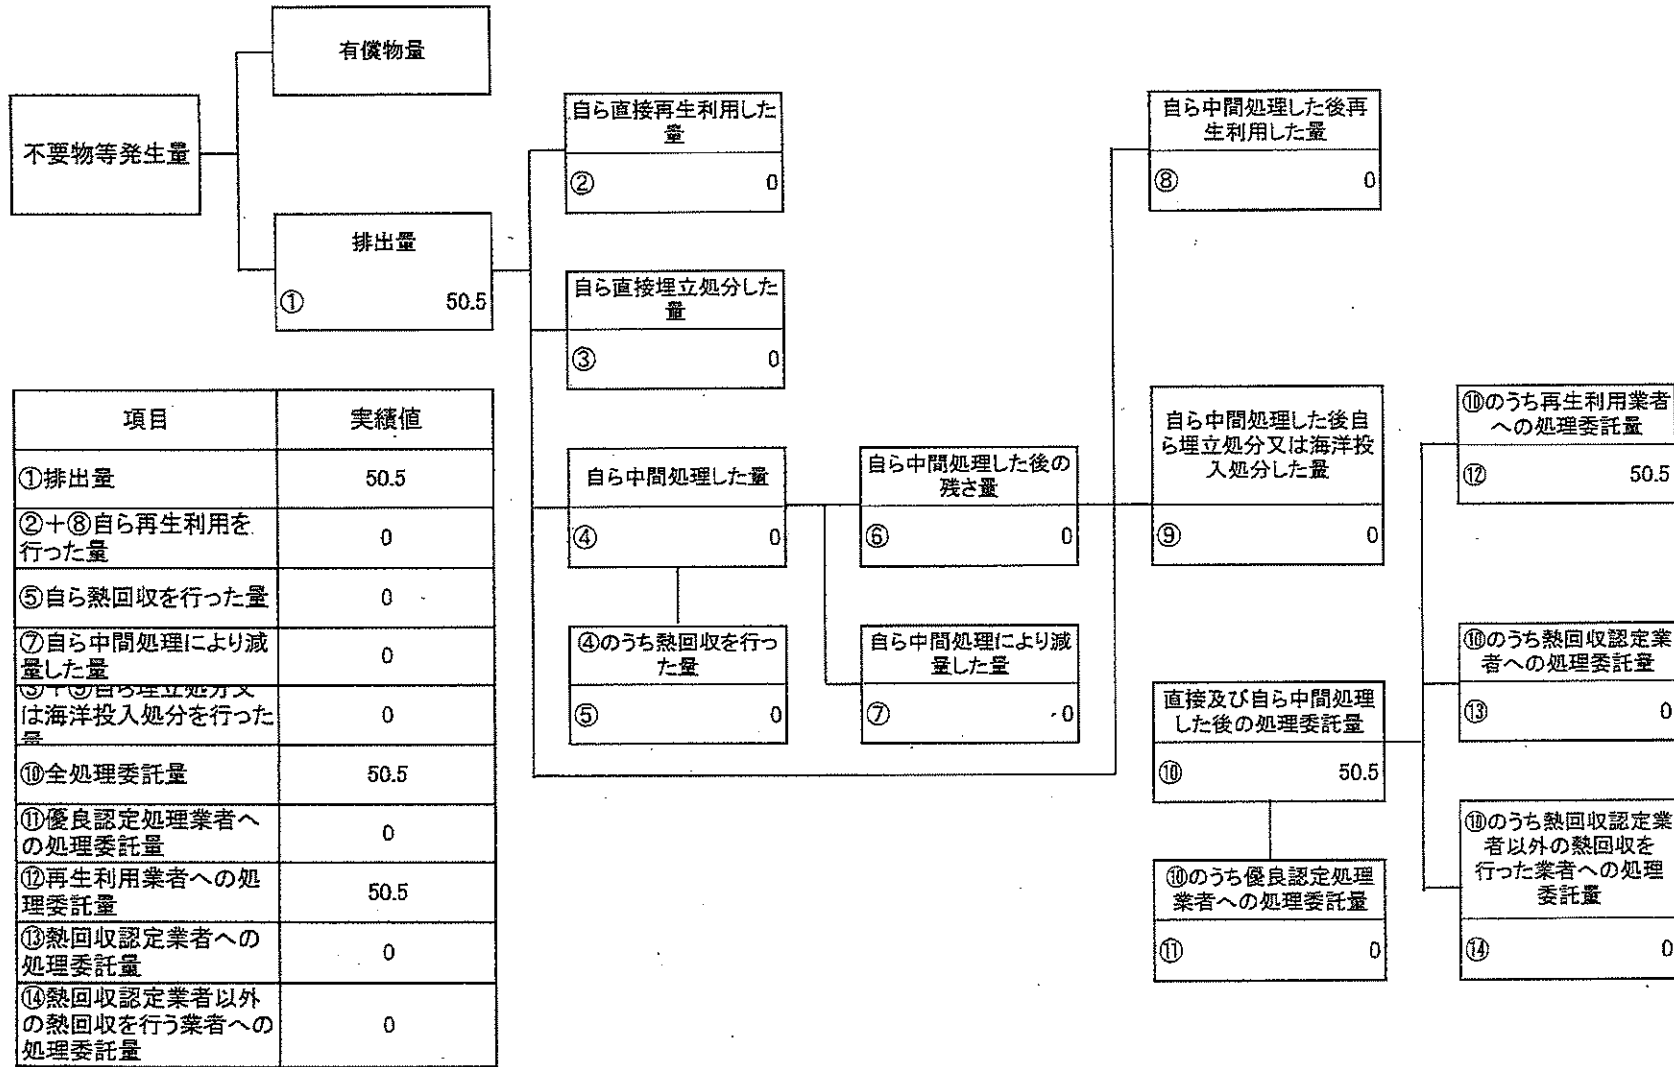 有償物量
不要物等発生量
排出量
① 50.5
自ら直接再生利用した
量
② 0
自ら直接埋立処分した
量
③ 0
自ら中間処理した量
④ 0
④のうち熱回収を行っ
た量
⑤ 0
自ら中間処理した後の
残さ量
⑥ 0
自ら中間処理により減
量した量
⑦ 0
自ら中間処理した後再
生利用した量
⑧ 0
自ら中間処理した後自
ら埋立処分又は海洋投
入処分した量
⑨ 0
直接及び自ら中間処理
した後の処理委託量
⑩ 50.5
⑩のうち優良認定処理
業者への処理委託量
⑪ 0
⑩のうち再生利用業者
への処理委託量
⑫ 50.5
⑩のうち熱回収認定業
者への処理委託量
⑬ 0
⑩のうち熱回収認定業
者以外の熱回収を
行った業者への処理
委託量
⑭ 0
項目 実績値
①排出量 50.5
②+⑧自ら再生利用を
行った量 0
⑤自ら熱回収を行った量 0
⑦自ら中間処理により減
量した量 0
③+⑨自ら埋立処分又
は海洋投入処分を行った
量 0
⑩全処理委託量 50.5
⑪優良認定処理業者へ
の処理委託量 0
⑫再生利用業者への処
理委託量 50.5
⑬熱回収認定業者への
処理委託量 0
⑭熱回収認定業者以外
の熱回収を行う業者への
処理委託量 0